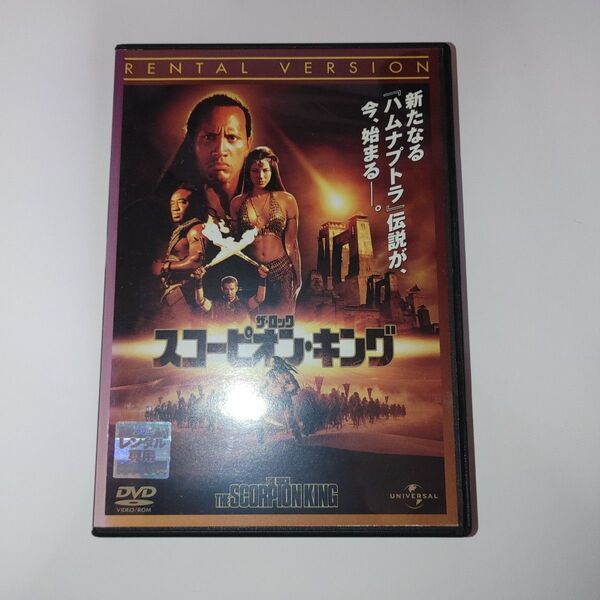 RENTAL VERSION
新たなる
『ハムナプトラ』伝説が、
今、始まる―。
ザ・ロック
スコーピオン・キング
レンタル
専用
DVD
VIDEO/ROM
THE ROCK
THE SCORPION KING
UNIVERSAL